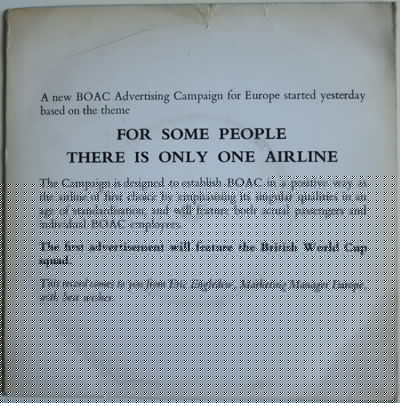 A new BOAC Advertising Campaign for Europe started yesterday
based on the theme
FOR SOME PEOPLE
THERE IS ONLY ONE AIRLINE
The Campaign is designed to establish BOAC in a positive way as
the airline of first choice by emphasising its singular qualities in an
age of standardisation, and will feature both actual passengers and
individual BOAC employees.
The first advertisement will feature the British World Cup
squad.
This record comes to you from Eric Engledow, Marketing Manager Europe,
with best wishes.